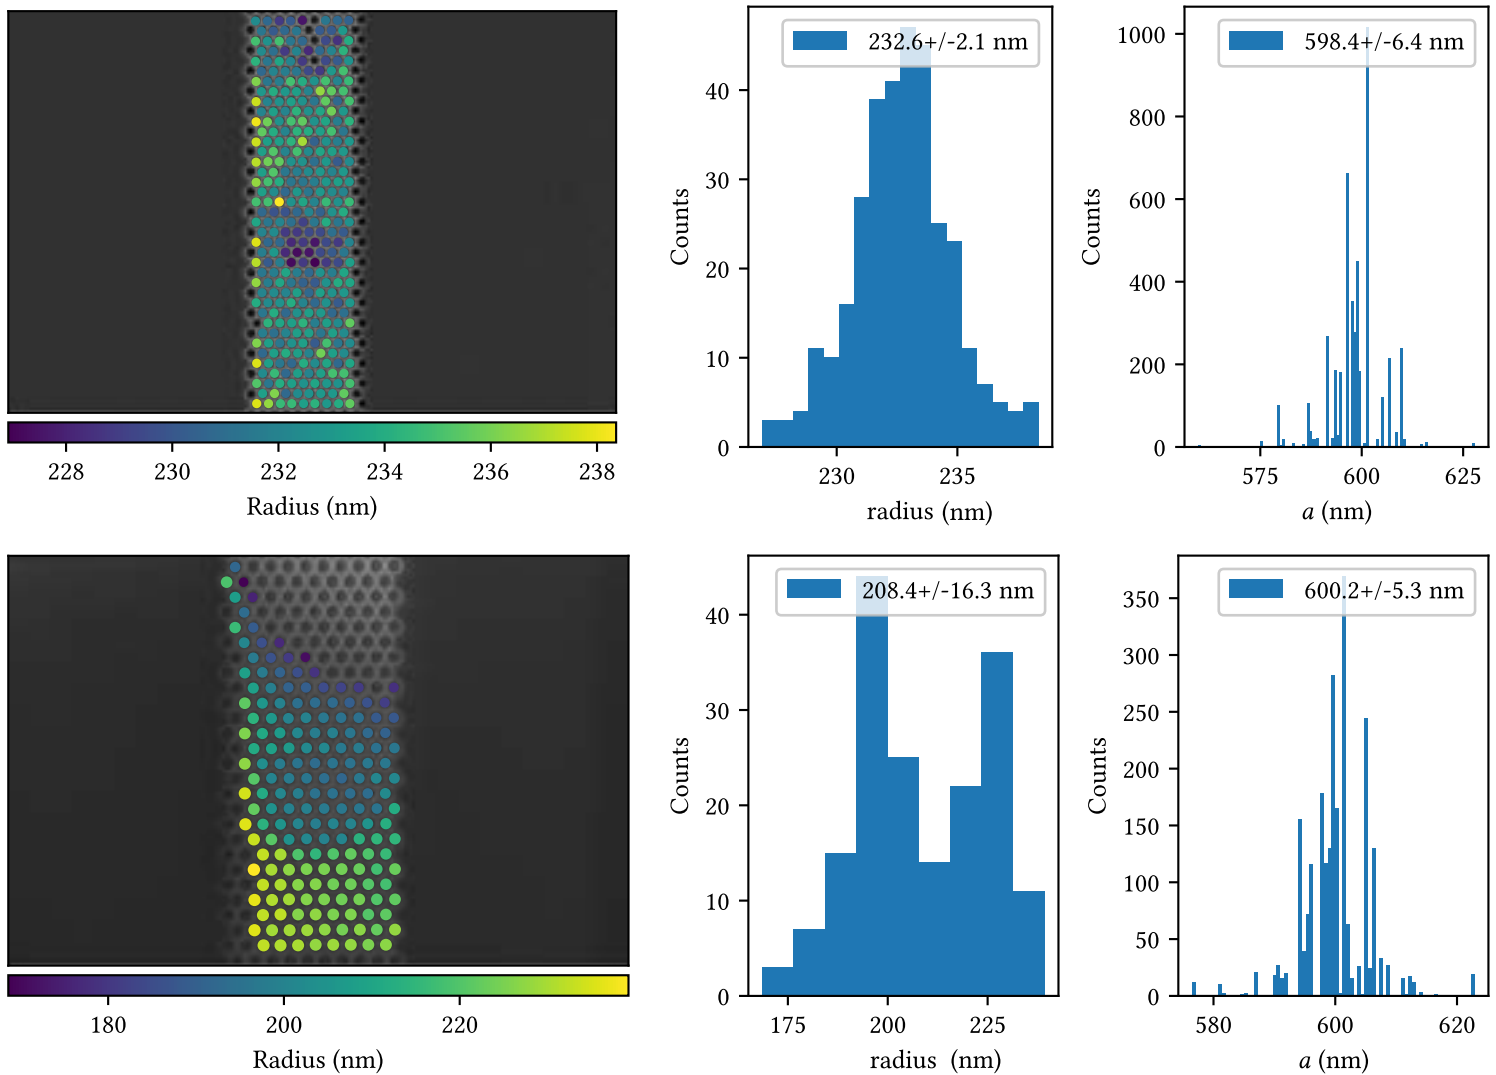 228 230 232 234 236 238
Radius (nm)
232.6+/-2.1 nm
Counts
0 10 20 30 40
230 235
radius (nm)
598.4+/-6.4 nm
Counts
0 200 400 600 800 1000
575 600 625
a (nm)
180 200 220
Radius (nm)
208.4+/-16.3 nm
Counts
0 10 20 30 40
175 200 225
radius (nm)
600.2+/-5.3 nm
Counts
0 50 100 150 200 250 300 350
580 600 620
a (nm)